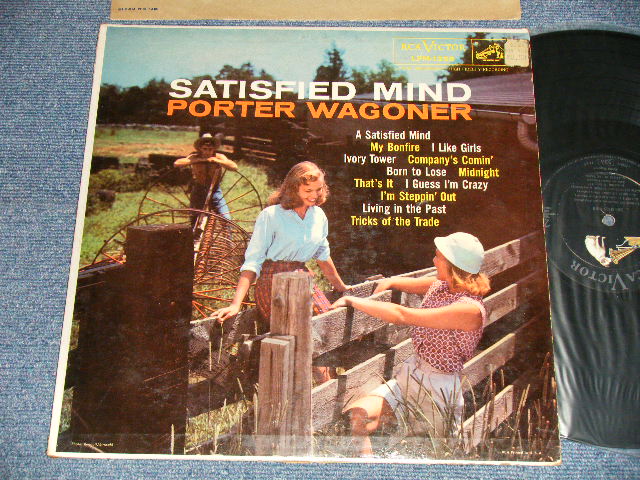 RCA VICTOR
SATISFIED MIND
PORTER WAGONER
A Satisfied Mind
My Bonfire I Like Girls
Ivory Tower Company's Comin'
Born to Lose Midnight
That's It I Guess I'm Crazy
I'm Steppin' Out
Living in the Past
Tricks of the Trade
RCA VICTOR